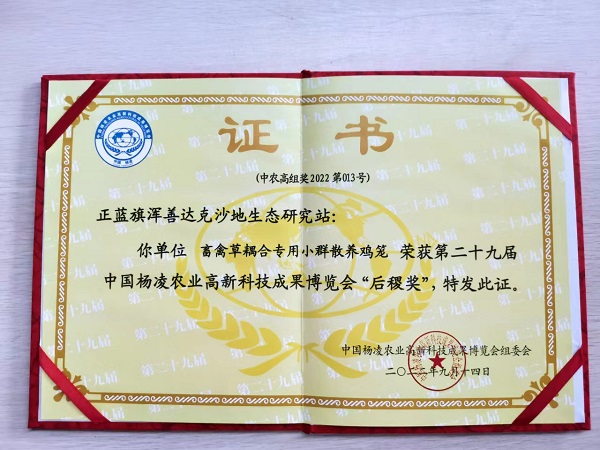 证书
(中农高组奖2022第013号)
正蓝旗浑善达克沙地生态研究站：
你单位 畜禽草耦合专用小群散养鸡笼 荣获第二十九届
中国杨凌农业高新科技成果博览会“后稷奖”，特发此证。
中国杨凌农业高新科技成果博览会组委会
二〇二二年九月十四日
第二十九届